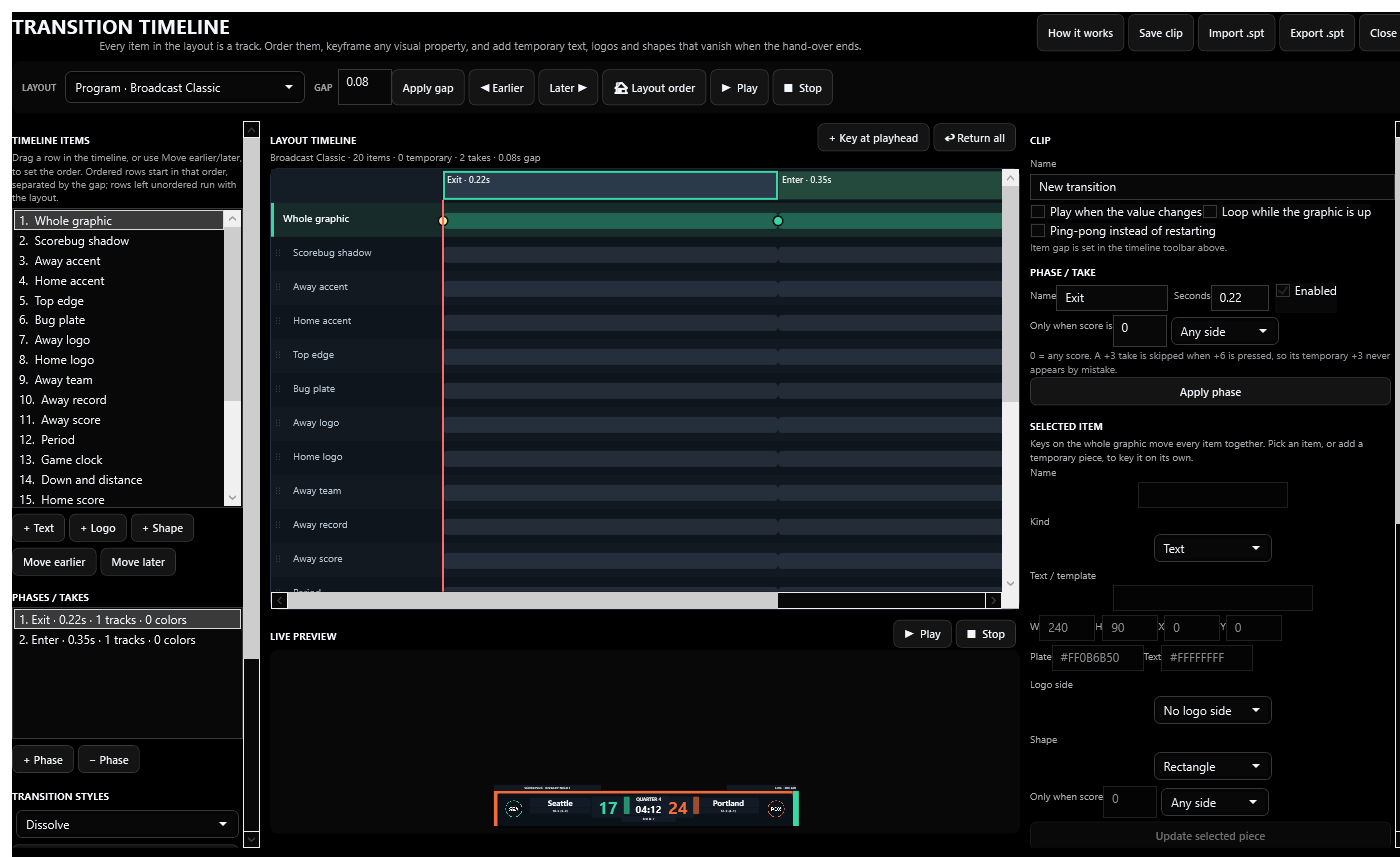 TRANSITION TIMELINE
Every item in the layout is a track. Order them, keyframe any visual property, and add temporary text, logos and shapes that vanish when the hand-over ends.
How it works
Save clip
Import .spt
Export .spt
Close
LAYOUT
Program · Broadcast Classic
GAP
0.08
Apply gap
◀ Earlier
Later ▶
Layout order
▶ Play
■ Stop
TIMELINE ITEMS
Drag a row in the timeline, or use Move earlier/later,
to set the order. Ordered rows start in that order,
separated by the gap; rows left unordered run with
the layout.
1. Whole graphic
2. Scorebug shadow
3. Away accent
4. Home accent
5. Top edge
6. Bug plate
7. Away logo
8. Home logo
9. Away team
10. Away record
11. Away score
12. Period
13. Game clock
14. Down and distance
15. Home score
+ Text
+ Logo
+ Shape
Move earlier
Move later
PHASES / TAKES
1. Exit · 0.22s · 1 tracks · 0 colors
2. Enter · 0.35s · 1 tracks · 0 colors
+ Phase
− Phase
TRANSITION STYLES
Dissolve
LAYOUT TIMELINE
Broadcast Classic · 20 items · 0 temporary · 2 takes · 0.08s gap
+ Key at playhead
↩ Return all
Exit · 0.22s
Enter · 0.35s
Whole graphic
Scorebug shadow
Away accent
Home accent
Top edge
Bug plate
Away logo
Home logo
Away team
Away record
Away score
Period
LIVE PREVIEW
▶ Play
■ Stop
SEA
Seattle
17
QUARTER 4
04:12
24
Portland
POR
CLIP
Name
New transition
Play when the value changes
Loop while the graphic is up
Ping-pong instead of restarting
Item gap is set in the timeline toolbar above.
PHASE / TAKE
Name
Exit
Seconds
0.22
Enabled
Only when score is
0
Any side
0 = any score. A +3 take is skipped when +6 is pressed, so its temporary +3 never
appears by mistake.
Apply phase
SELECTED ITEM
Keys on the whole graphic move every item together. Pick an item, or add a
temporary piece, to key it on its own.
Name
Kind
Text
Text / template
W
240
H
90
X
0
Y
0
Plate
#FF0B6B50
Text
#FFFFFFFF
Logo side
No logo side
Shape
Rectangle
Only when score
0
Any side
Update selected piece